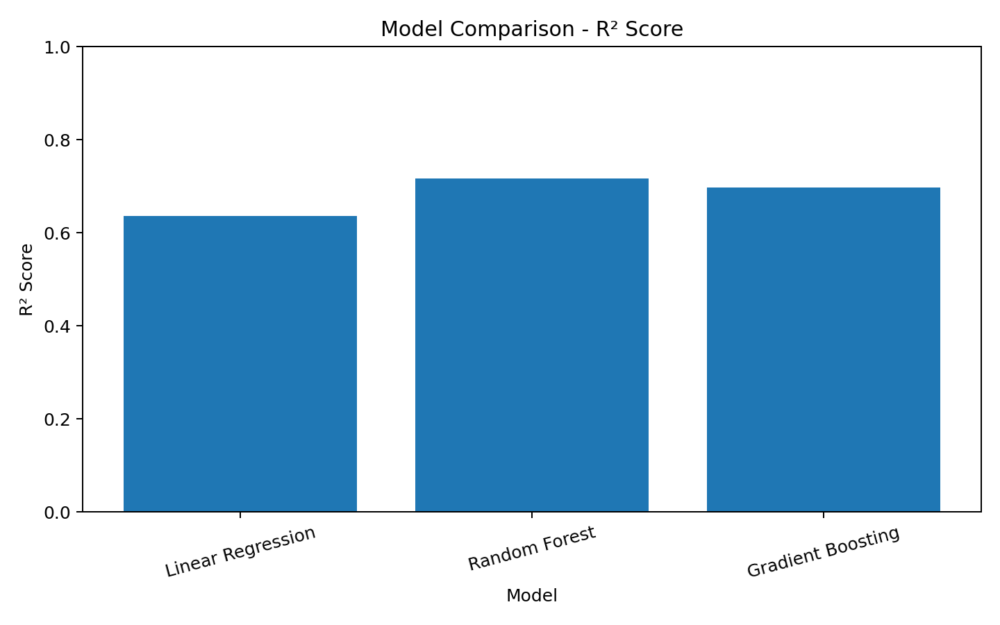 Model Comparison - R² Score
1.0
0.8
0.6
0.4
0.2
0.0
R² Score
Linear Regression
Random Forest
Gradient Boosting
Model